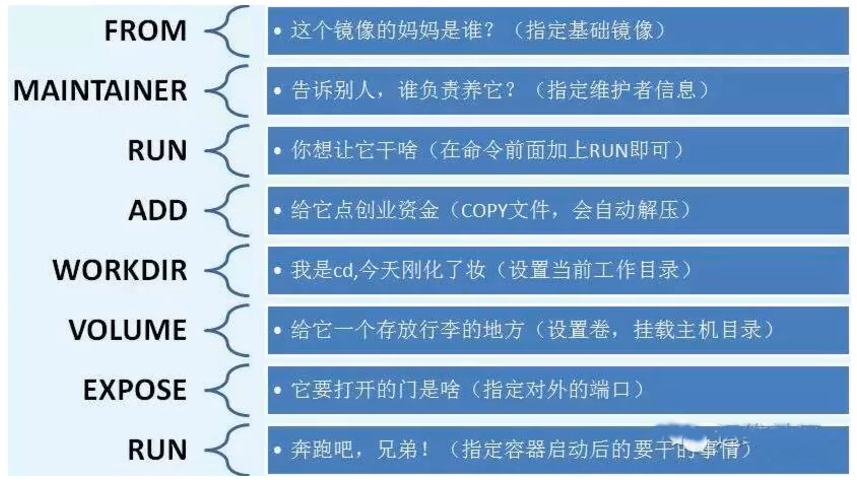 FROM
• 这个镜像的妈妈是谁？（指定基础镜像）
MAINTAINER
• 告诉别人，谁负责养它？（指定维护者信息）
RUN
• 你想让它干啥（在命令前面加上RUN即可）
ADD
• 给它点创业资金（COPY文件，会自动解压）
WORKDIR
• 我是cd,今天刚化了妆（设置当前工作目录）
VOLUME
• 给它一个存放行李的地方（设置卷，挂载主机目录）
EXPOSE
• 它要打开的门是啥（指定对外的端口）
RUN
• 奔跑吧，兄弟！（指定容器启动后的要干的事情）